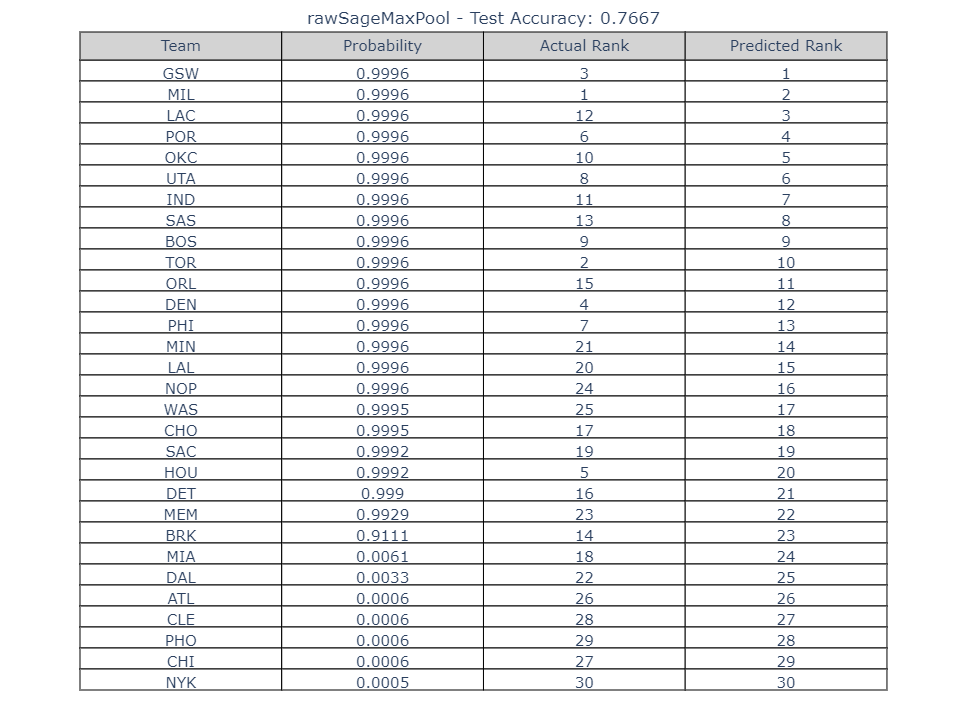 rawSageMaxPool - Test Accuracy: 0.7667
Team Probability Actual Rank Predicted Rank
GSW 0.9996 3 1
MIL 0.9996 1 2
LAC 0.9996 12 3
POR 0.9996 6 4
OKC 0.9996 10 5
UTA 0.9996 8 6
IND 0.9996 11 7
SAS 0.9996 13 8
BOS 0.9996 9 9
TOR 0.9996 2 10
ORL 0.9996 15 11
DEN 0.9996 4 12
PHI 0.9996 7 13
MIN 0.9996 21 14
LAL 0.9996 20 15
NOP 0.9996 24 16
WAS 0.9995 25 17
CHO 0.9995 17 18
SAC 0.9992 19 19
HOU 0.9992 5 20
DET 0.999 16 21
MEM 0.9929 23 22
BRK 0.9111 14 23
MIA 0.0061 18 24
DAL 0.0033 22 25
ATL 0.0006 26 26
CLE 0.0006 28 27
PHO 0.0006 29 28
CHI 0.0006 27 29
NYK 0.0005 30 30